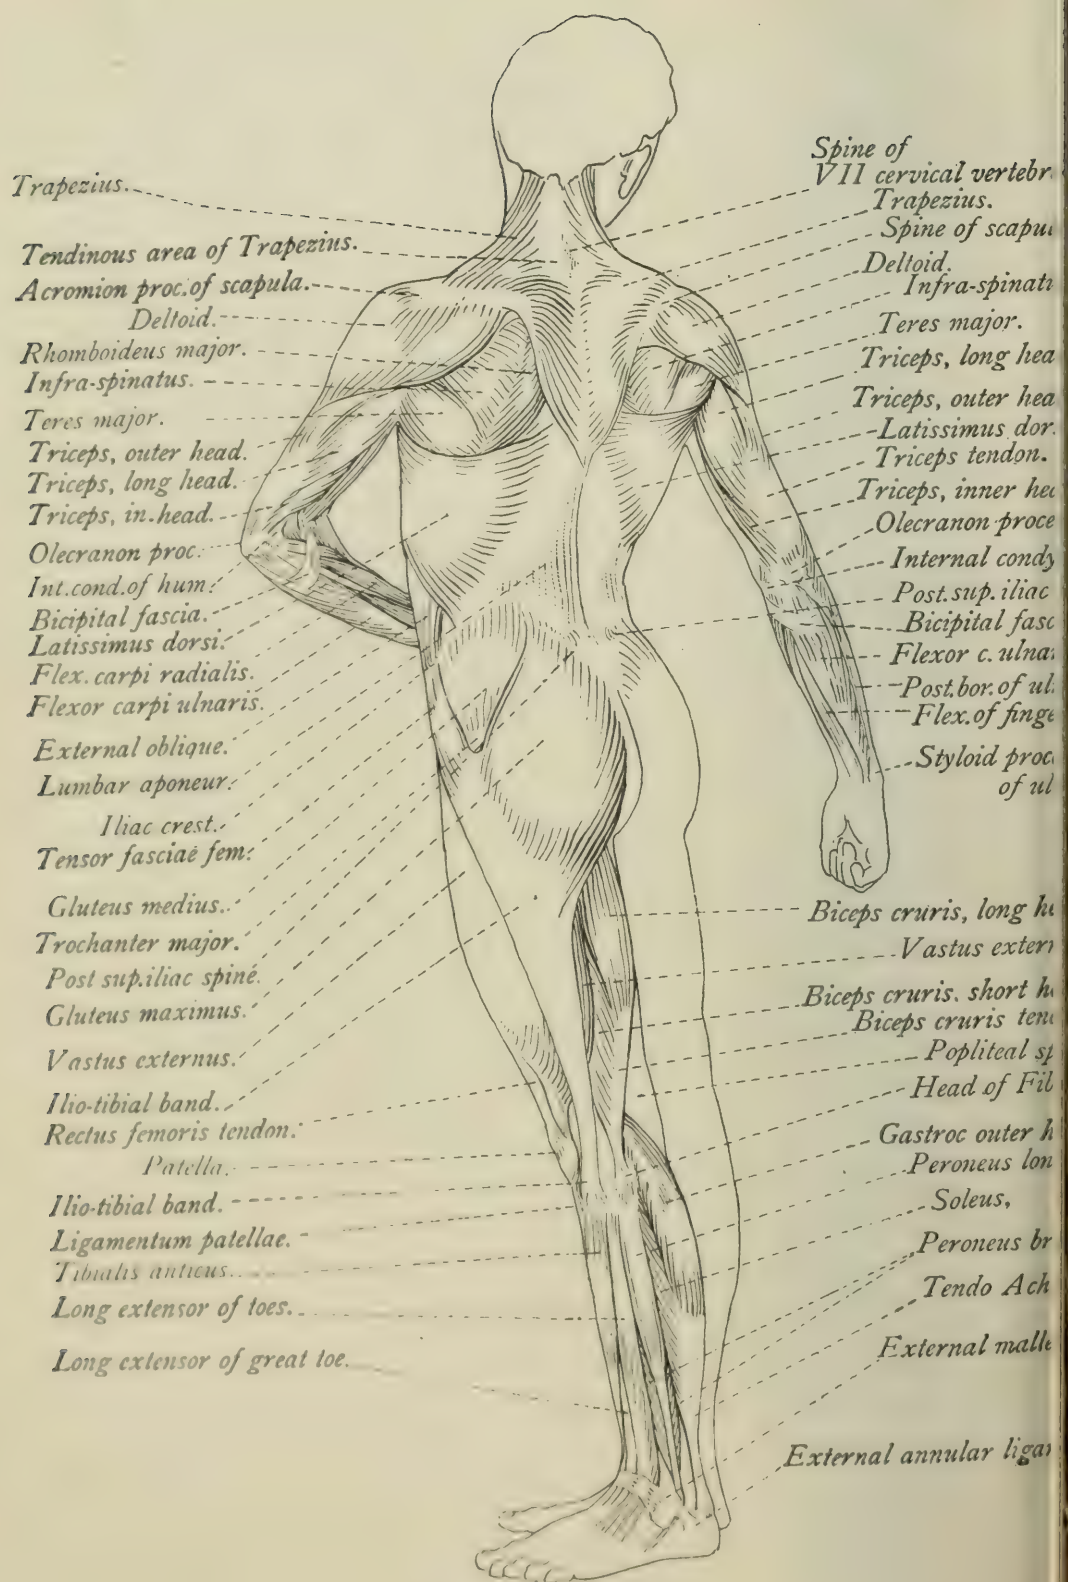 Trapezius.
Tendinous area of Trapezius.
Acromion proc. of scapula.
Deltoid.
Rhomboideus major.
Infra-spinatus.
Teres major.
Triceps, outer head.
Triceps, long head.
Triceps, in. head.
Olecranon proc.
Int. cond. of hum:
Bicipital fascia.
Latissimus dorsi.
Flex. carpi radialis.
Flexor carpi ulnaris.
External oblique.
Lumbar aponeur:
Iliac crest.
Tensor fasciae fem:
Gluteus medius.
Trochanter major.
Post sup. iliac spine.
Gluteus maximus.
Vastus externus.
Ilio-tibial band.
Rectus femoris tendon.
Patella.
Ilio-tibial band.
Ligamentum patellae.
Tibialis anticus.
Long extensor of toes.
Long extensor of great toe.
Spine of
VII cervical vertebr
Trapezius.
Spine of scapu
Deltoid.
Infra-spinat
Teres major.
Triceps, long hea
Triceps, outer hea
Latissimus dor
Triceps tendon.
Triceps, inner he
Olecranon proce
Internal condy
Post. sup. iliac
Bicipital fasc
Flexor c. ulna
Post. bor. of ul
Flex. of finge
Styloid proc
of ul
Biceps cruris, long h
Vastus extern
Biceps cruris. short h
Biceps cruris ten
Popliteal sp
Head of Fib
Gastroc outer h
Peroneus lon
Soleus,
Peroneus br
Tendo Ach
External malle
External annular liga